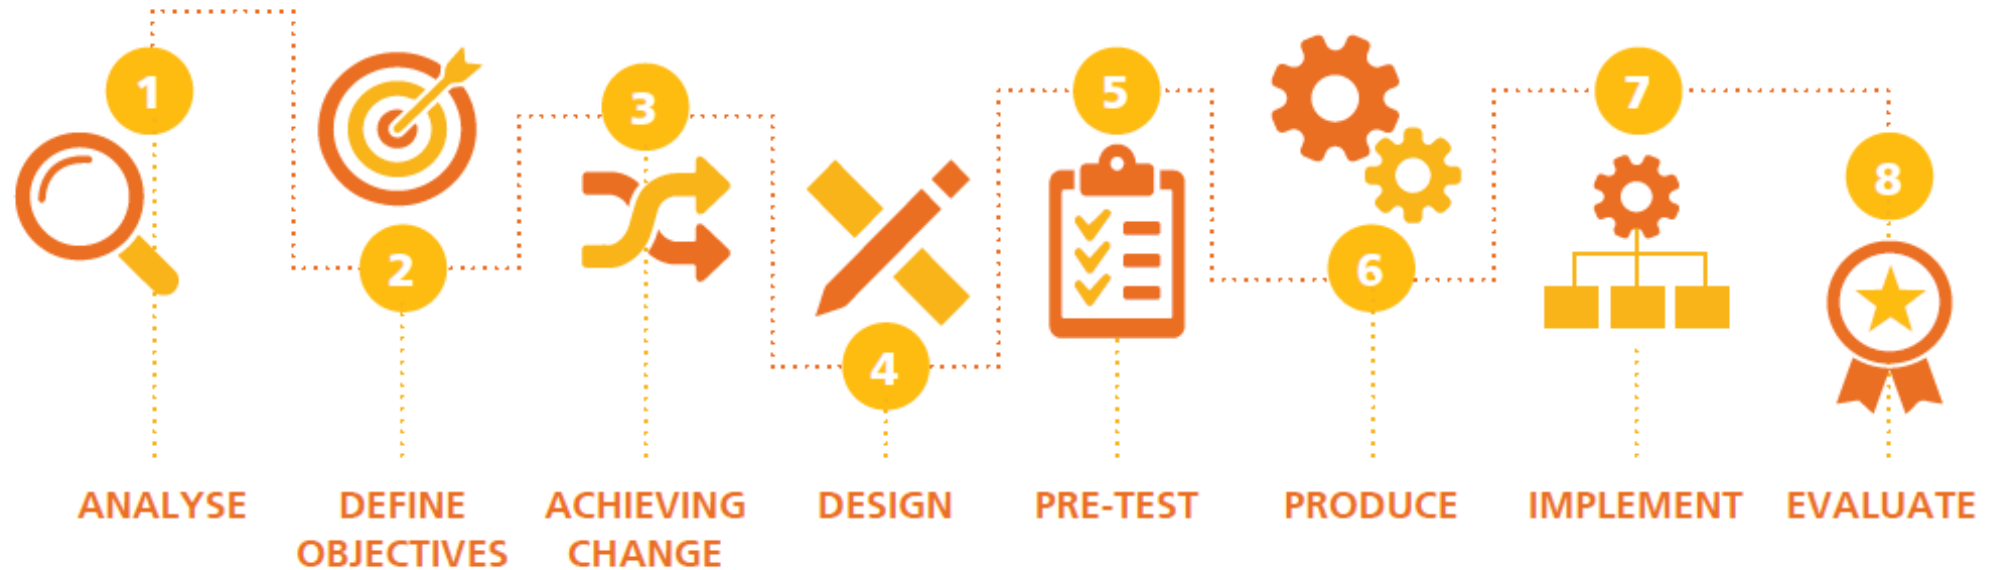 1
2
3
4
5
6
7
8
ANALYSE
DEFINE
OBJECTIVES
ACHIEVING
CHANGE
DESIGN
PRE-TEST
PRODUCE
IMPLEMENT
EVALUATE